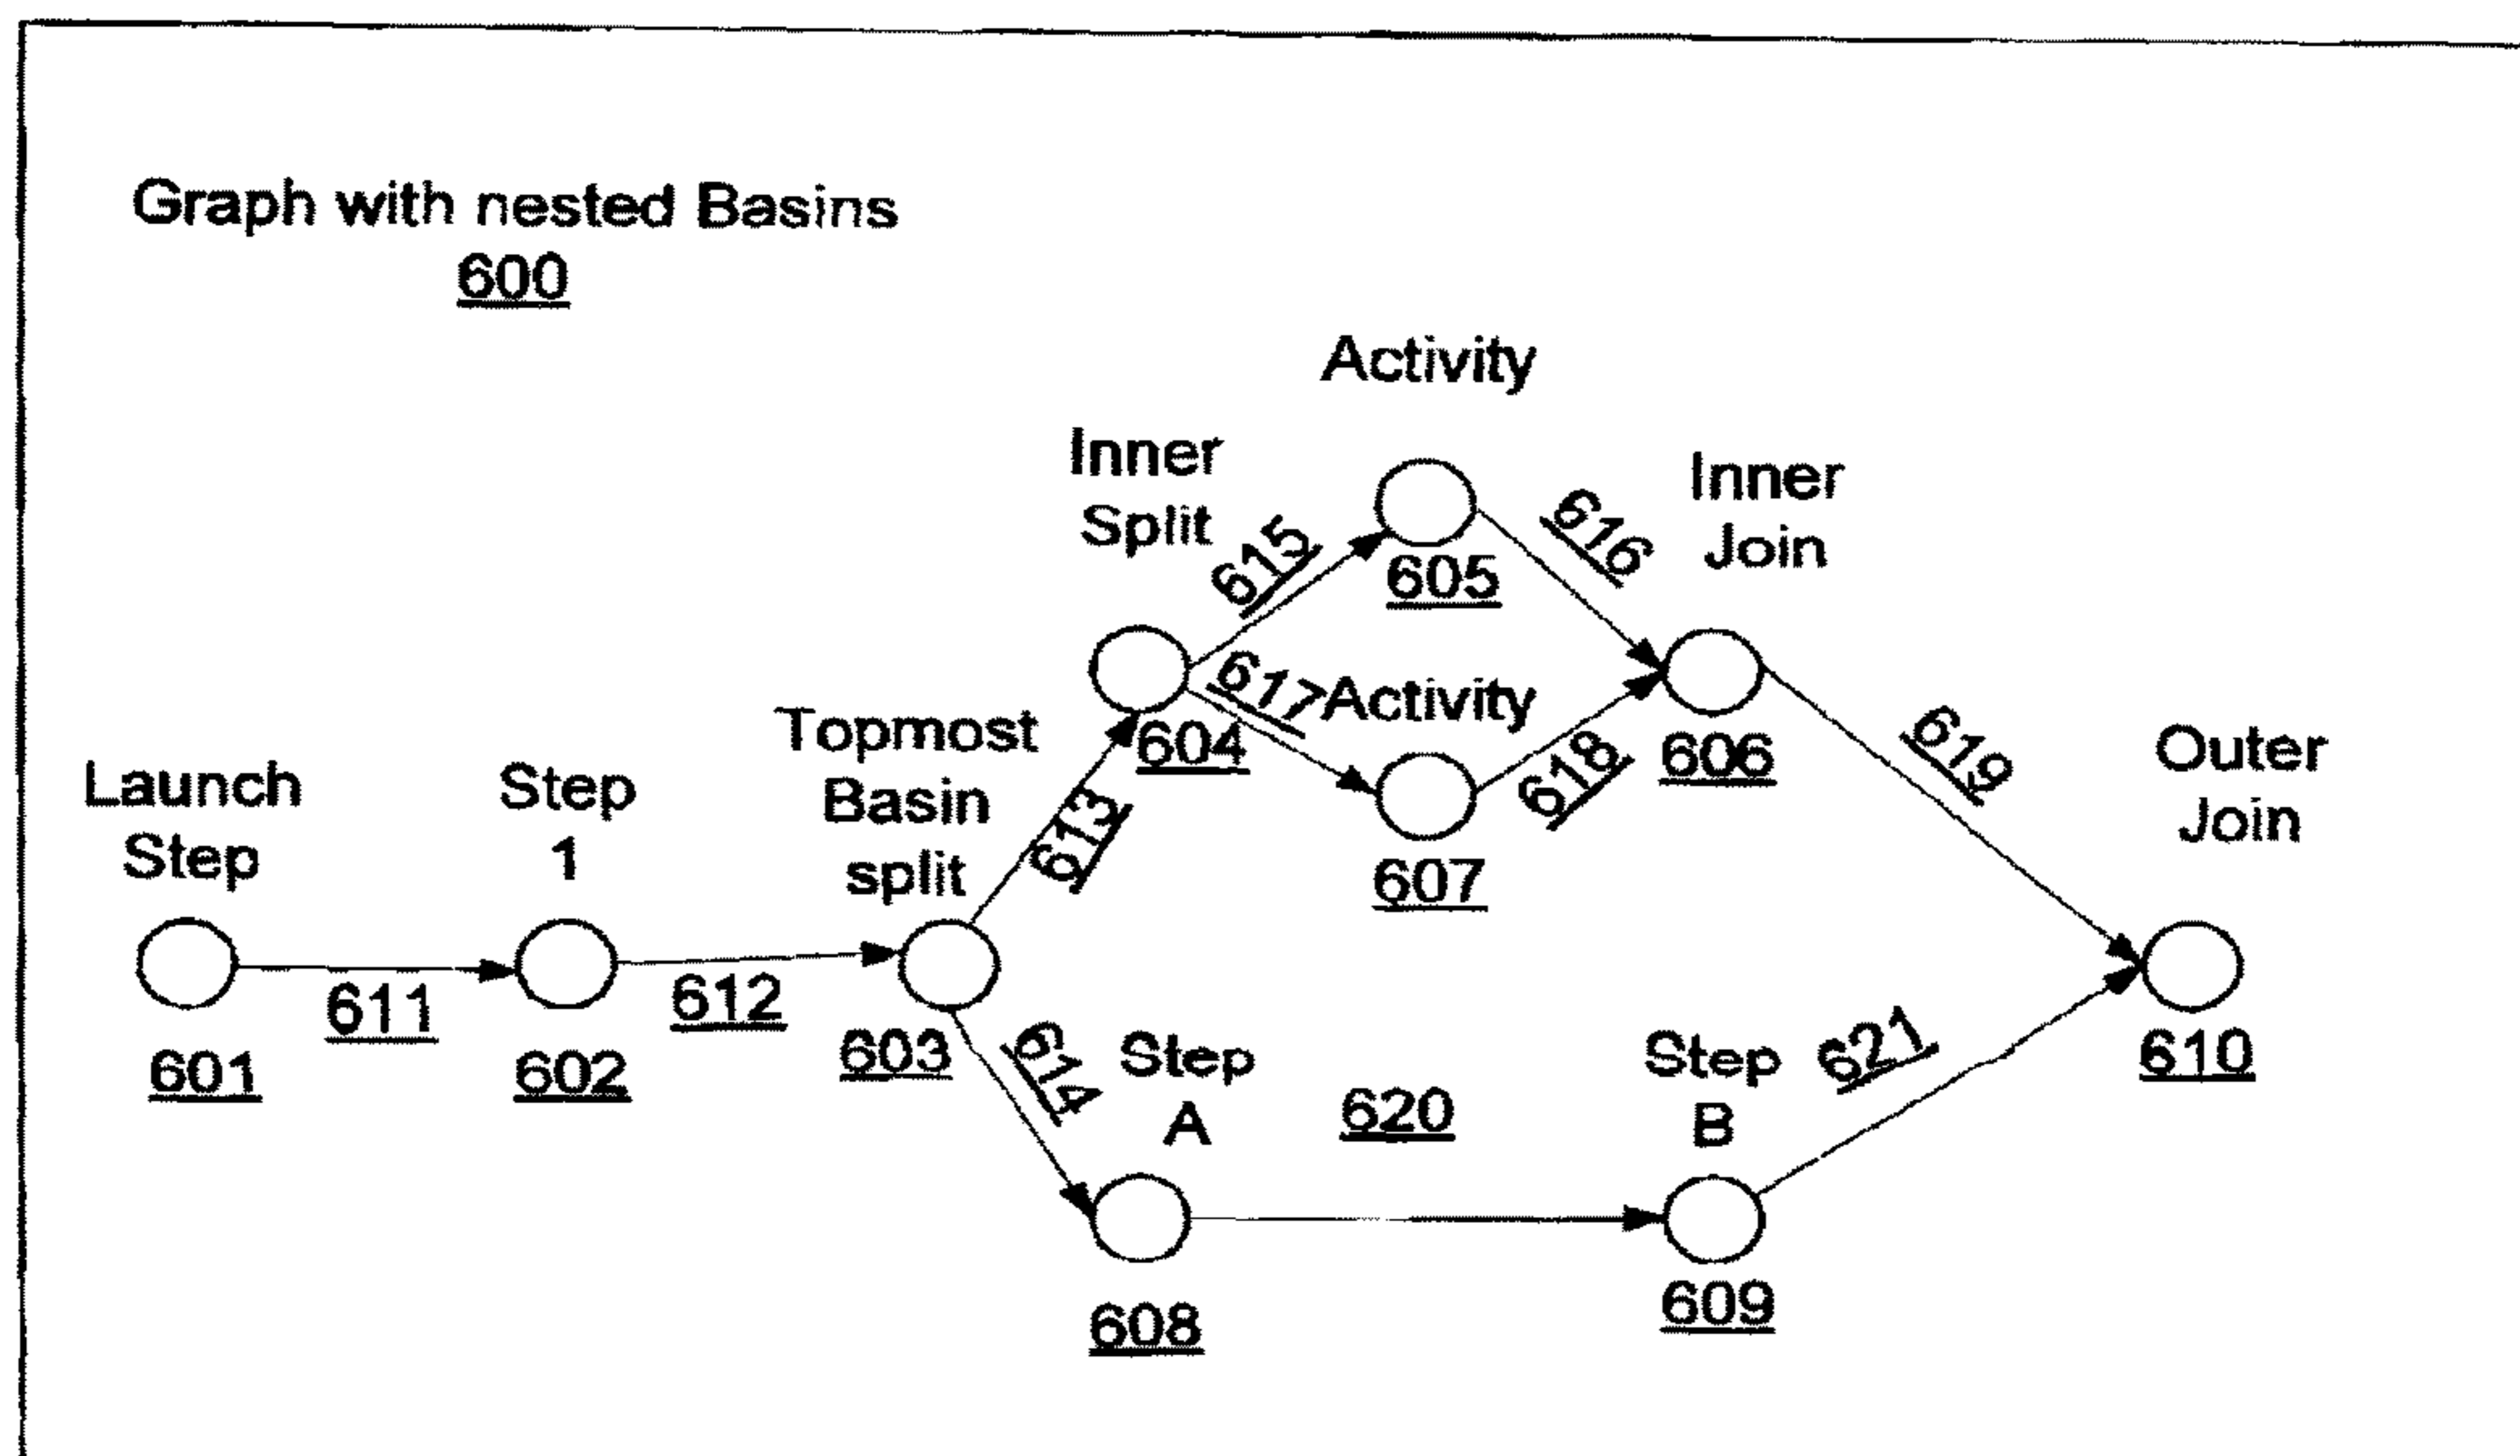 Graph with nested Basins
600
Activity
Inner
Split
615
605
616
Inner
Join
617
Activity
604
613
607
618
606
619
Outer
Join
Launch
Step
Step
1
Topmost
Basin
split
611
612
601
602
603
614
Step
A
620
Step
B
621
610
608
609